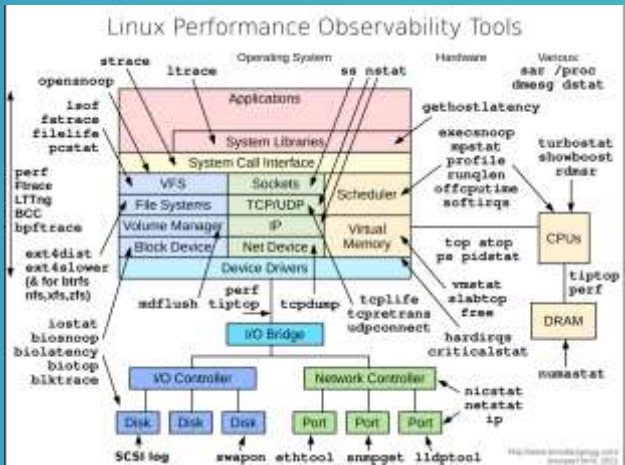 Linux Performance Observability Tools
Operating System
Hardware
Various:
sar /proc
dmesg dstat
strace
ltrace
ss nstat
opensnoop
lsof
fatrace
filelife
pcstat
perf
Ftrace
LTTng
BCC
bpftrace
ext4dist
ext4slower
(& for btrfs
nfs,xfs,zfs)
iostat
biosnoop
biolatency
biotop
blktrace
Applications
System Libraries
System Call Interface
VFS
Sockets
Scheduler
File Systems
TCP/UDP
Volume Manager
IP
Virtual
Memory
Block Device
Net Device
Device Drivers
gethostlatency
execsnoop
mpstat
profile
runqlen
offcputime
softirqs
turbostat
showboost
rdmsr
CPUs
top atop
ps pidstat
vmstat
slabtop
free
tiptop
perf
DRAM
numastat
mdflush
perf
tiptop
tcpdump
tcplife
tcpretrans
udpconnect
hardirqs
criticalstat
I/O Bridge
I/O Controller
Network Controller
nicstat
netstat
ip
Disk
Disk
Disk
Port
Port
Port
SCSI log
swapon
ethtool
snmpget
lldptool